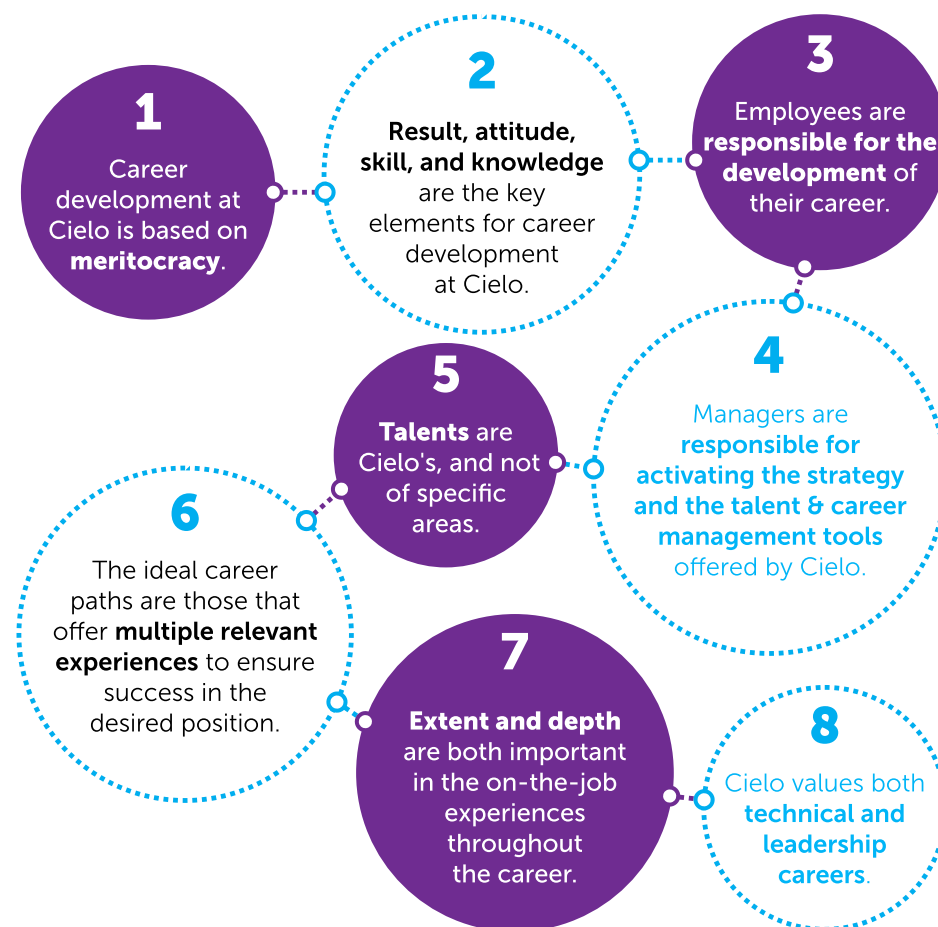 1
Career
development at
Cielo is based on
meritocracy.
2
Result, attitude,
skill, and knowledge
are the key
elements for career
development
at Cielo.
3
Employees are
responsible for the
development of
their career.
4
Managers are
responsible for
activating the strategy
and the talent & career
management tools
offered by Cielo.
5
Talents are
Cielo's, and not
of specific
areas.
6
The ideal career
paths are those that
offer multiple relevant
experiences to ensure
success in the
desired position.
7
Extent and depth
are both important
in the on-the-job
experiences
throughout
the career.
8
Cielo values both
technical and
leadership
careers.